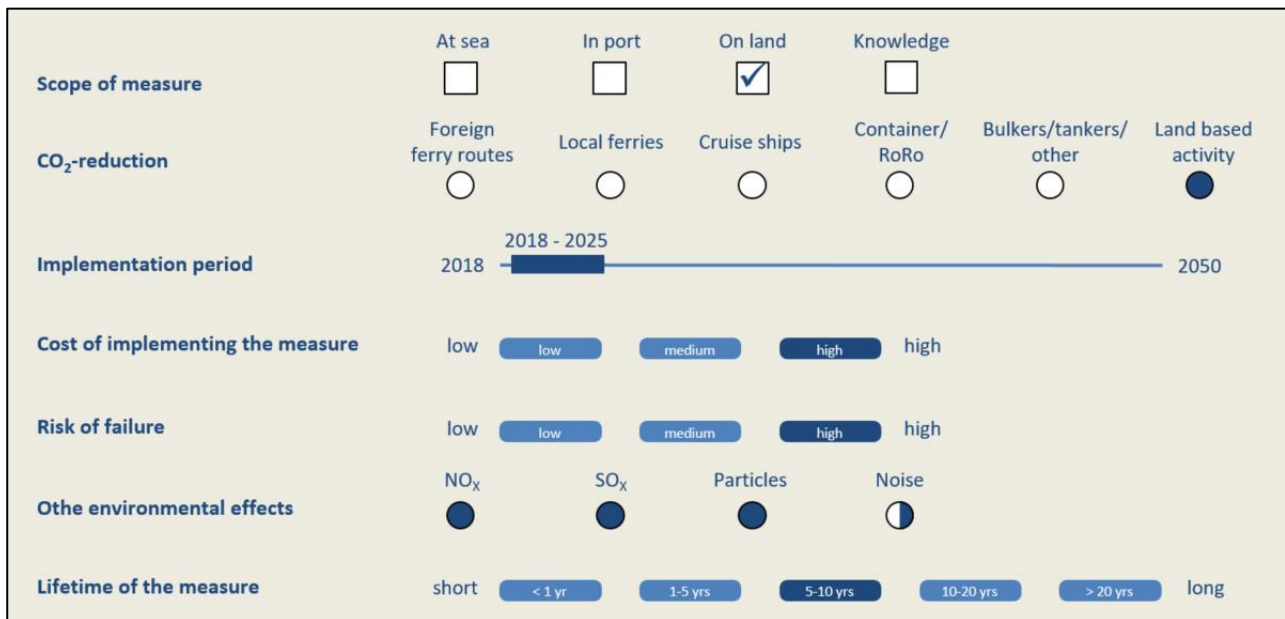 At sea In port On land Knowledge
Scope of measure
Foreign ferry routes Local ferries Cruise ships Container/ RoRo Bulkers/tankers/ other Land based activity
CO₂-reduction
2018 - 2025
Implementation period 2018 2050
Cost of implementing the measure low low medium high high
Risk of failure low low medium high high
NOₓ SOₓ Particles Noise
Othe environmental effects
Lifetime of the measure short < 1 yr 1-5 yrs 5-10 yrs 10-20 yrs > 20 yrs long